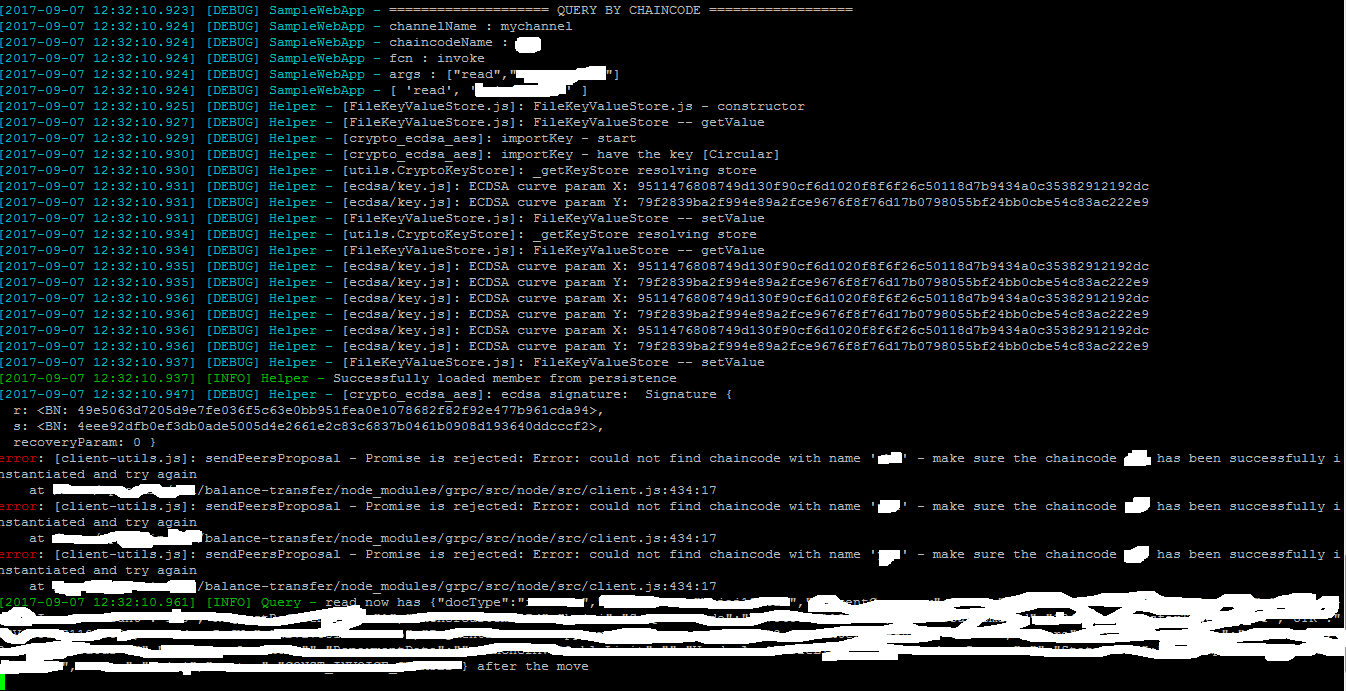 [2017-09-07 12:32:10.923] [DEBUG] SampleWebApp - ==================== QUERY BY CHAINCODE ==================
[2017-09-07 12:32:10.924] [DEBUG] SampleWebApp - channelName : mychannel
[2017-09-07 12:32:10.924] [DEBUG] SampleWebApp - chaincodeName :
[2017-09-07 12:32:10.924] [DEBUG] SampleWebApp - fcn : invoke
[2017-09-07 12:32:10.924] [DEBUG] SampleWebApp - args : ["read",""]
[2017-09-07 12:32:10.924] [DEBUG] SampleWebApp - [ 'read', '' ]
[2017-09-07 12:32:10.925] [DEBUG] Helper - [FileKeyValueStore.js]: FileKeyValueStore.js - constructor
[2017-09-07 12:32:10.927] [DEBUG] Helper - [FileKeyValueStore.js]: FileKeyValueStore -- getValue
[2017-09-07 12:32:10.929] [DEBUG] Helper - [crypto_ecdsa_aes]: importKey - start
[2017-09-07 12:32:10.930] [DEBUG] Helper - [crypto_ecdsa_aes]: importKey - have the key [Circular]
[2017-09-07 12:32:10.930] [DEBUG] Helper - [utils.CryptoKeyStore]: _getKeyStore resolving store
[2017-09-07 12:32:10.931] [DEBUG] Helper - [ecdsa/key.js]: ECDSA curve param X: 9511476808749d130f90cf6d1020f8f6f26c50118d7b9434a0c35382912192dc
[2017-09-07 12:32:10.931] [DEBUG] Helper - [ecdsa/key.js]: ECDSA curve param Y: 79f2839ba2f994e89a2fce9676f8f76d17b0798055bf24bb0cbe54c83ac222e9
[2017-09-07 12:32:10.931] [DEBUG] Helper - [FileKeyValueStore.js]: FileKeyValueStore -- setValue
[2017-09-07 12:32:10.934] [DEBUG] Helper - [utils.CryptoKeyStore]: _getKeyStore resolving store
[2017-09-07 12:32:10.934] [DEBUG] Helper - [FileKeyValueStore.js]: FileKeyValueStore -- getValue
[2017-09-07 12:32:10.935] [DEBUG] Helper - [ecdsa/key.js]: ECDSA curve param X: 9511476808749d130f90cf6d1020f8f6f26c50118d7b9434a0c35382912192dc
[2017-09-07 12:32:10.935] [DEBUG] Helper - [ecdsa/key.js]: ECDSA curve param Y: 79f2839ba2f994e89a2fce9676f8f76d17b0798055bf24bb0cbe54c83ac222e9
[2017-09-07 12:32:10.936] [DEBUG] Helper - [ecdsa/key.js]: ECDSA curve param X: 9511476808749d130f90cf6d1020f8f6f26c50118d7b9434a0c35382912192dc
[2017-09-07 12:32:10.936] [DEBUG] Helper - [ecdsa/key.js]: ECDSA curve param Y: 79f2839ba2f994e89a2fce9676f8f76d17b0798055bf24bb0cbe54c83ac222e9
[2017-09-07 12:32:10.936] [DEBUG] Helper - [ecdsa/key.js]: ECDSA curve param X: 9511476808749d130f90cf6d1020f8f6f26c50118d7b9434a0c35382912192dc
[2017-09-07 12:32:10.936] [DEBUG] Helper - [ecdsa/key.js]: ECDSA curve param Y: 79f2839ba2f994e89a2fce9676f8f76d17b0798055bf24bb0cbe54c83ac222e9
[2017-09-07 12:32:10.937] [DEBUG] Helper - [FileKeyValueStore.js]: FileKeyValueStore -- setValue
[2017-09-07 12:32:10.937] [INFO] Helper - Successfully loaded member from persistence
[2017-09-07 12:32:10.947] [DEBUG] Helper - [crypto_ecdsa_aes]: ecdsa signature:  Signature {
r: <BN: 49e5063d7205d9e7fe036f5c63e0bb951fea0e1078682f82f92e477b961cda94>,
s: <BN: 4eee92dfb0ef3db0ade5005d4e2661e2c83c6837b0461b0908d193640ddcccf2>,
recoveryParam: 0 }
error: [client-utils.js]: sendPeersProposal - Promise is rejected: Error: could not find chaincode with name '' - make sure the chaincode has been successfully i
nstantiated and try again
at /balance-transfer/node_modules/grpc/src/node/src/client.js:434:17
error: [client-utils.js]: sendPeersProposal - Promise is rejected: Error: could not find chaincode with name '' - make sure the chaincode has been successfully i
nstantiated and try again
at /balance-transfer/node_modules/grpc/src/node/src/client.js:434:17
error: [client-utils.js]: sendPeersProposal - Promise is rejected: Error: could not find chaincode with name '' - make sure the chaincode has been successfully i
nstantiated and try again
at /balance-transfer/node_modules/grpc/src/node/src/client.js:434:17
[2017-09-07 12:32:10.961] [INFO] Query - read now has {"docType":"
} after the move